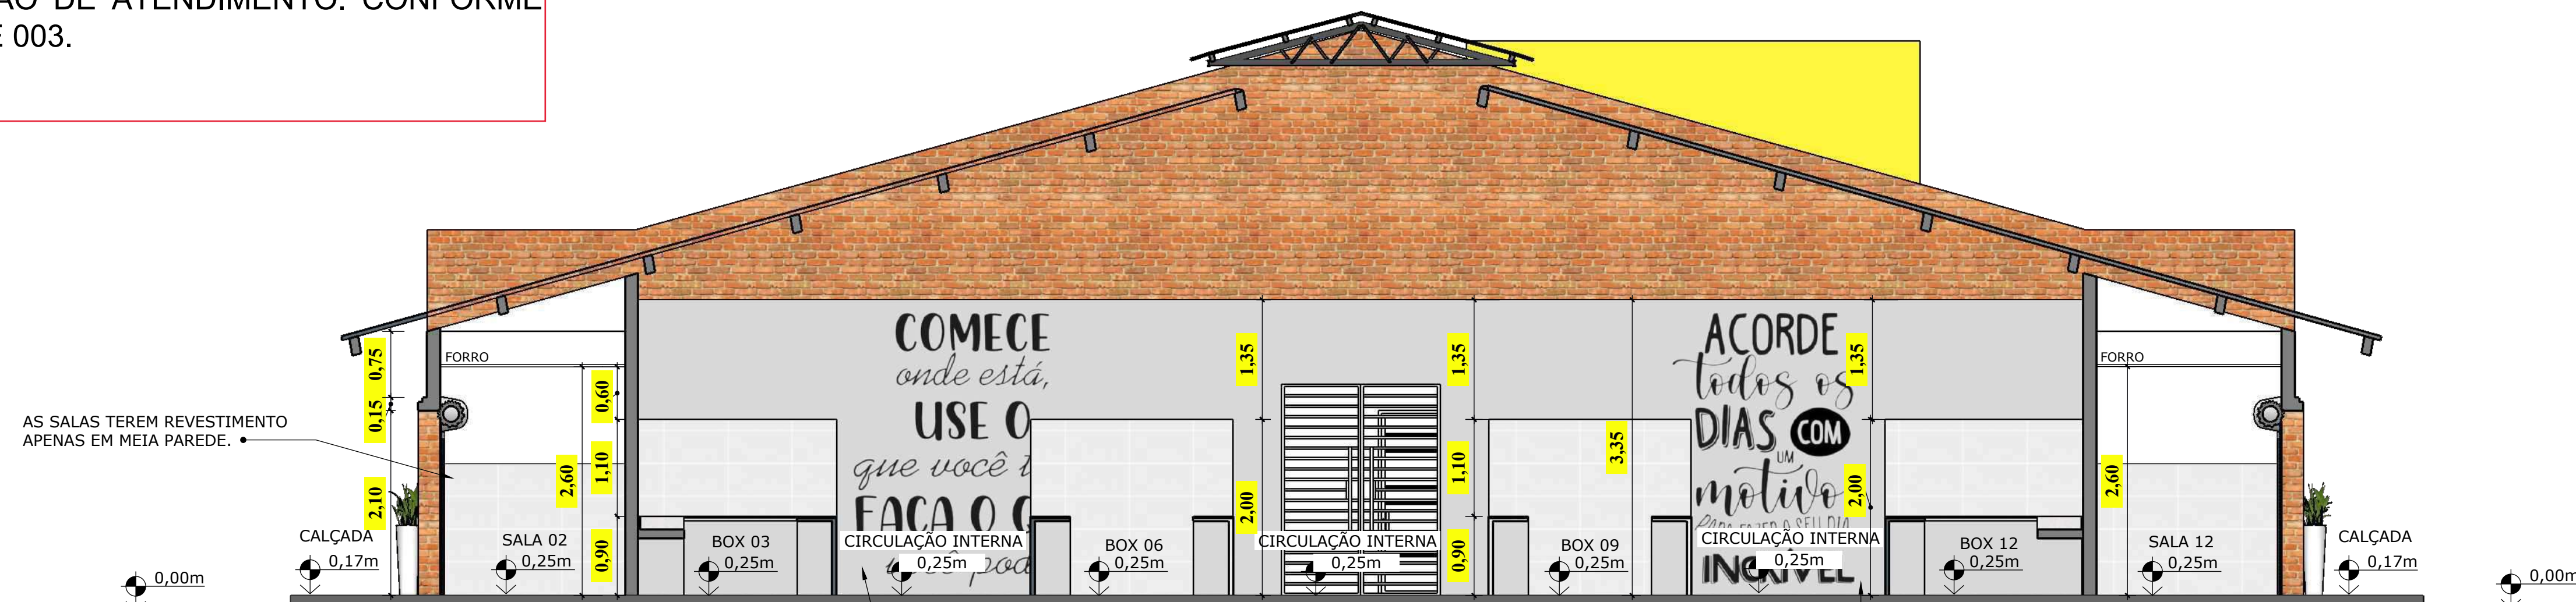 ÃO DE ATENDIMENTO. CONFORME
E 003.
COMECE
onde está,
USE O
que você t
FAÇA O
pod
ACORDE
todos os
DIAS COM
UM
motivo
PARA FAZER O SEU DIA
INCRÍVEL
FORRO
FORRO
0,75
0,15
2,10
0,60
1,10
0,90
2,60
1,35
2,00
1,35
1,10
0,90
3,35
1,35
2,00
2,60
AS SALAS TEREM REVESTIMENTO
APENAS EM MEIA PAREDE.
0,00m
CALÇADA
0,17m
SALA 02
0,25m
BOX 03
0,25m
CIRCULAÇÃO INTERNA
0,25m
BOX 06
0,25m
CIRCULAÇÃO INTERNA
0,25m
BOX 09
0,25m
CIRCULAÇÃO INTERNA
0,25m
BOX 12
0,25m
SALA 12
0,25m
CALÇADA
0,17m
0,00m